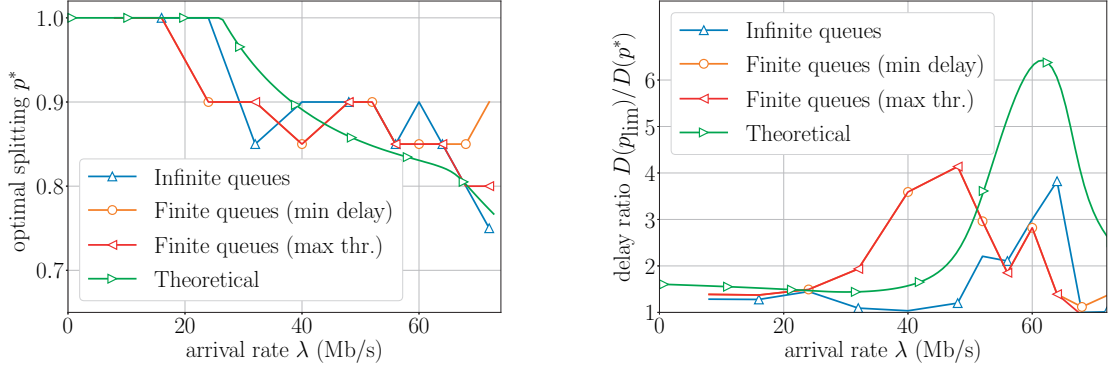 optimal splitting p*
1.0
0.9
0.8
0.7
Infinite queues
Finite queues (min delay)
Finite queues (max thr.)
Theoretical
0 20 40 60
arrival rate λ (Mb/s)
delay ratio D(p_lim)/D(p*)
6
5
4
3
2
1
Infinite queues
Finite queues (min delay)
Finite queues (max thr.)
Theoretical
0 20 40 60
arrival rate λ (Mb/s)